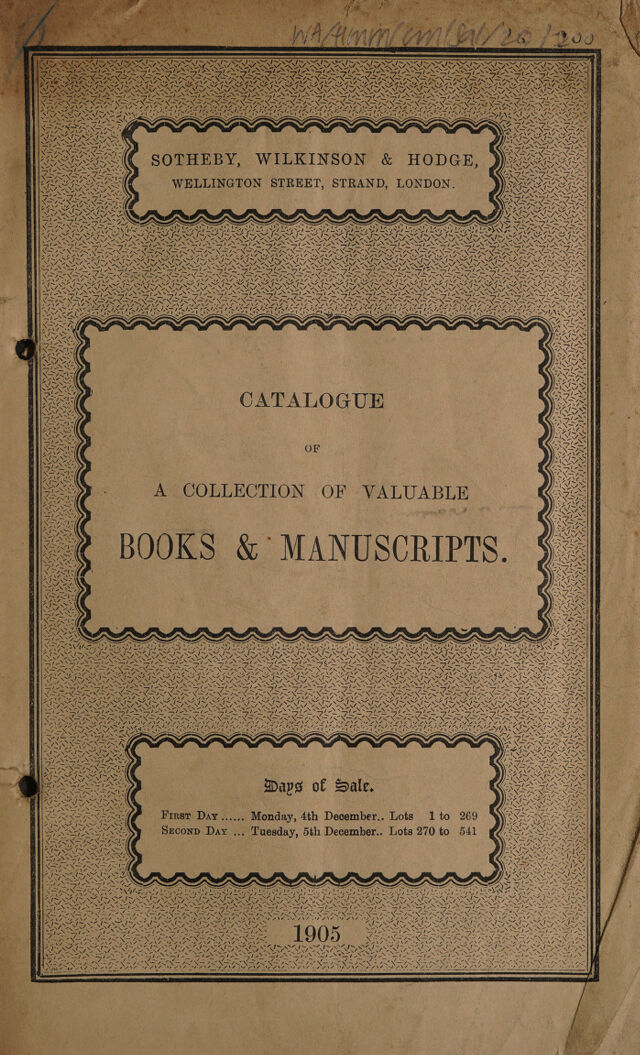 SOTHEBY, WILKINSON & HODGE,
WELLINGTON STREET, STRAND, LONDON.
CATALOGUE
OF
A COLLECTION OF VALUABLE
BOOKS & MANUSCRIPTS.
Days of Sale.
FIRST DAY ...... Monday, 4th December.. Lots 1 to 269
SECOND DAY ... Tuesday, 5th December.. Lots 270 to 541
1905